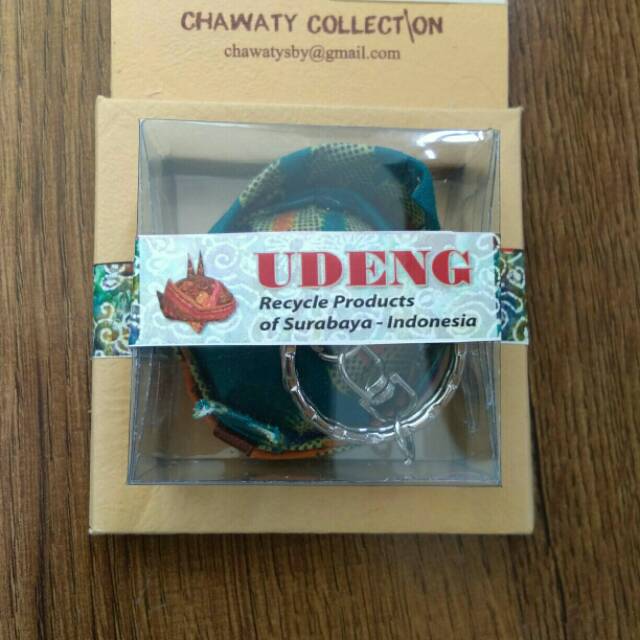 CHAWATY COLLECTION
chawatysby@gmail.com
UDENG
Recycle Products
of Surabaya - Indonesia